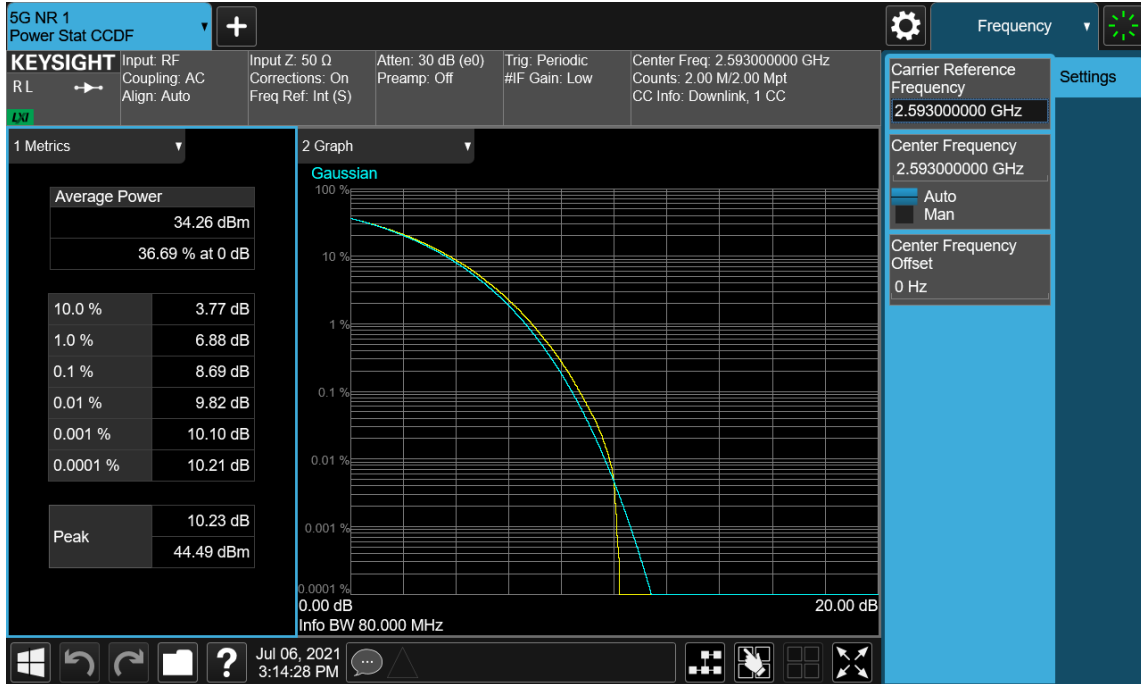 5G NR 1
Power Stat CCDF
+
Frequency
KEYSIGHT
R L
LXI
Input: RF
Coupling: AC
Align: Auto
Input Z: 50 Ω
Corrections: On
Freq Ref: Int (S)
Atten: 30 dB (e0)
Preamp: Off
Trig: Periodic
#IF Gain: Low
Center Freq: 2.593000000 GHz
Counts: 2.00 M/2.00 Mpt
CC Info: Downlink, 1 CC
Carrier Reference
Frequency
2.593000000 GHz
Settings
Center Frequency
2.593000000 GHz
Auto
Man
Center Frequency
Offset
0 Hz
1 Metrics
Average Power
34.26 dBm
36.69 % at 0 dB
10.0 % 3.77 dB
1.0 % 6.88 dB
0.1 % 8.69 dB
0.01 % 9.82 dB
0.001 % 10.10 dB
0.0001 % 10.21 dB
Peak
10.23 dB
44.49 dBm
2 Graph
Gaussian
100 %
10 %
1 %
0.1 %
0.01 %
0.001 %
0.0001 %
0.00 dB 20.00 dB
Info BW 80.000 MHz
?
Jul 06, 2021
3:14:28 PM